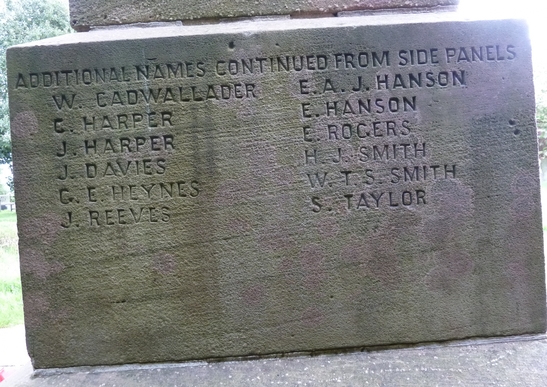 ADDITIONAL NAMES CONTINUED FROM SIDE PANELS
W. CADWALLADER
E. HARPER
J. HARPER
J. DAVIES
G. E. HEYNES
J. REEVES
E. A. J. HANSON
E. HANSON
E. ROGERS
H. J. SMITH
W. T. S. SMITH
S. TAYLOR